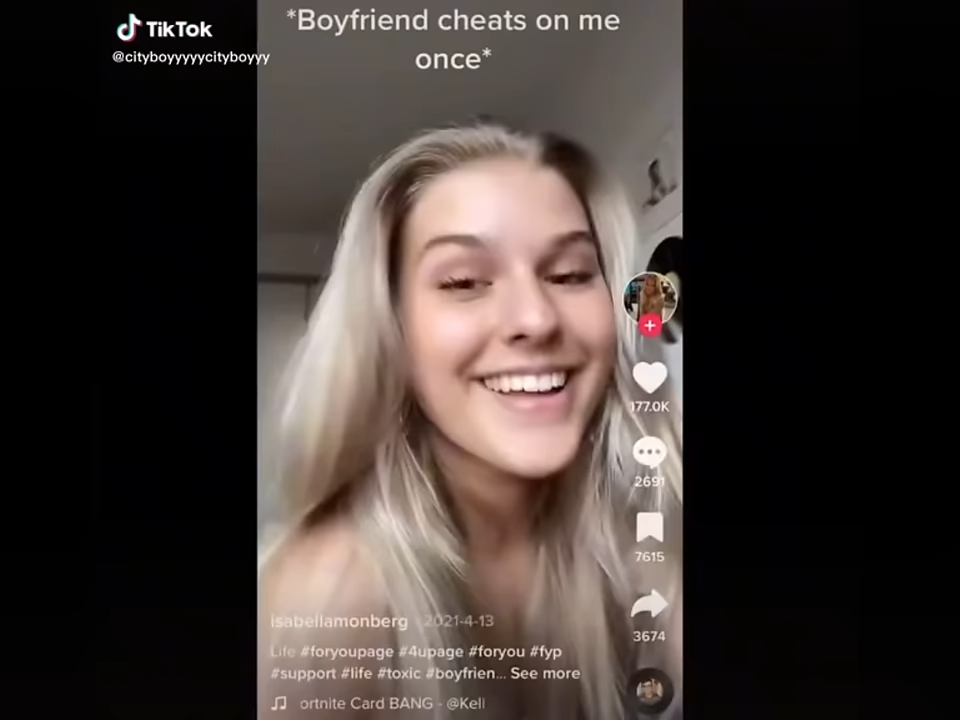 TikTok
@cityboyyyyycityboyyy
*Boyfriend cheats on me
once*
177.0K
2691
7615
3674
isabellamonberg · 2021-4-13
Life #foryoupage #4upage #foryou #fyp
#support #life #toxic #boyfrien... See more
ortnite Card BANG - @Kell